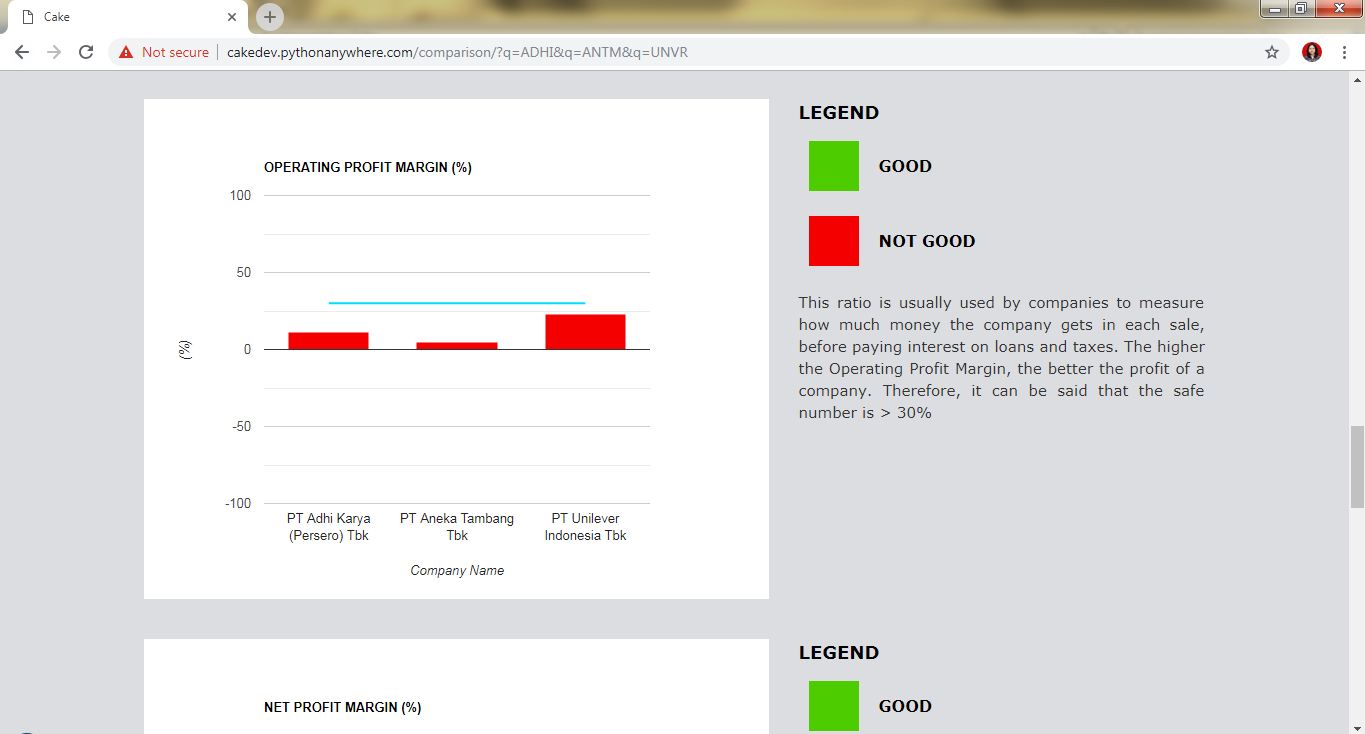 Cake
Not secure
cakedev.pythonanywhere.com/comparison/?q=ADHI&q=ANTM&q=UNVR
OPERATING PROFIT MARGIN (%)
100
50
0
-50
-100
(%)
PT Adhi Karya
(Persero) Tbk
PT Aneka Tambang
Tbk
PT Unilever
Indonesia Tbk
Company Name
LEGEND
GOOD
NOT GOOD
This ratio is usually used by companies to measure
how much money the company gets in each sale,
before paying interest on loans and taxes. The higher
the Operating Profit Margin, the better the profit of a
company. Therefore, it can be said that the safe
number is > 30%
NET PROFIT MARGIN (%)
LEGEND
GOOD